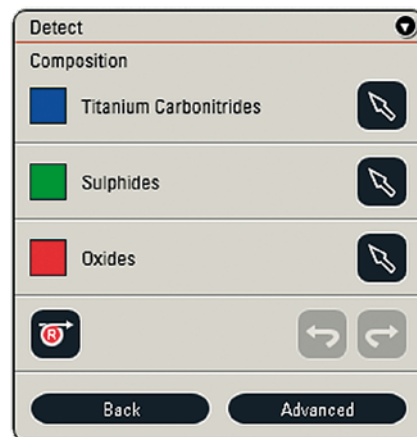 Detect
Composition
Titanium Carbonitrides
Sulphides
Oxides
R
Back
Advanced